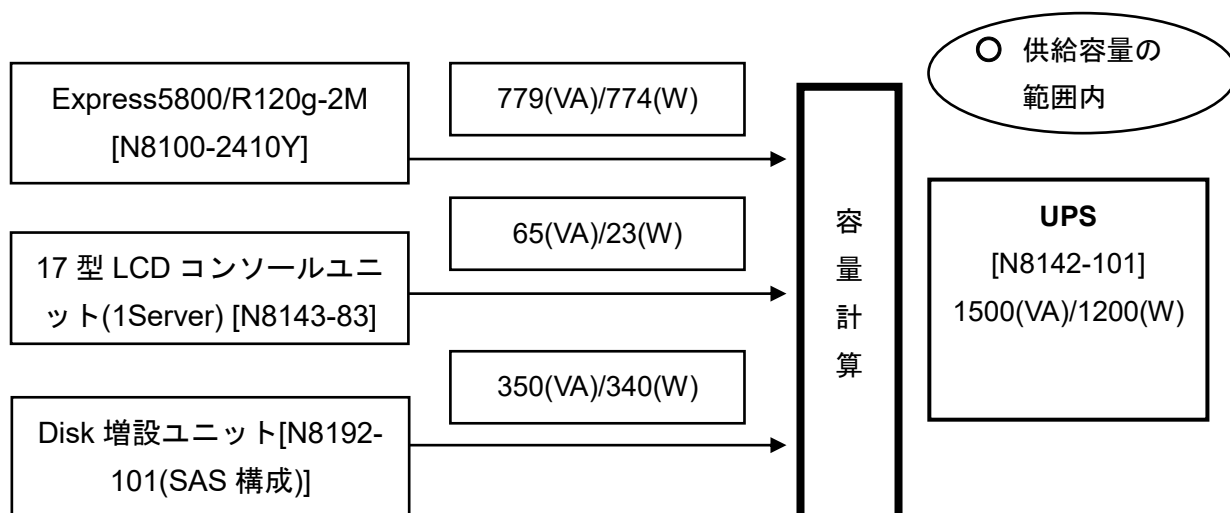 Express5800/R120g-2M
[N8100-2410Y]
779(VA)/774(W)
17 型 LCD コンソールユニ
ット(1Server) [N8143-83]
65(VA)/23(W)
Disk 増設ユニット[N8192-
101(SAS 構成)]
350(VA)/340(W)
容
量
計
算
○ 供給容量の
範囲内
UPS
[N8142-101]
1500(VA)/1200(W)